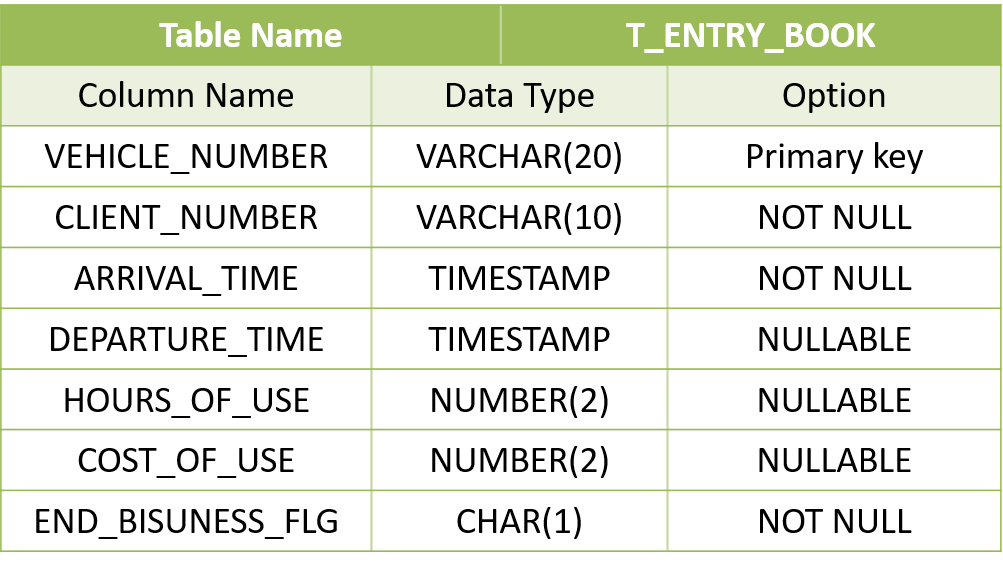 Table Name T_ENTRY_BOOK
Column Name Data Type Option
VEHICLE_NUMBER VARCHAR(20) Primary key
CLIENT_NUMBER VARCHAR(10) NOT NULL
ARRIVAL_TIME TIMESTAMP NOT NULL
DEPARTURE_TIME TIMESTAMP NULLABLE
HOURS_OF_USE NUMBER(2) NULLABLE
COST_OF_USE NUMBER(2) NULLABLE
END_BISUNESS_FLG CHAR(1) NOT NULL